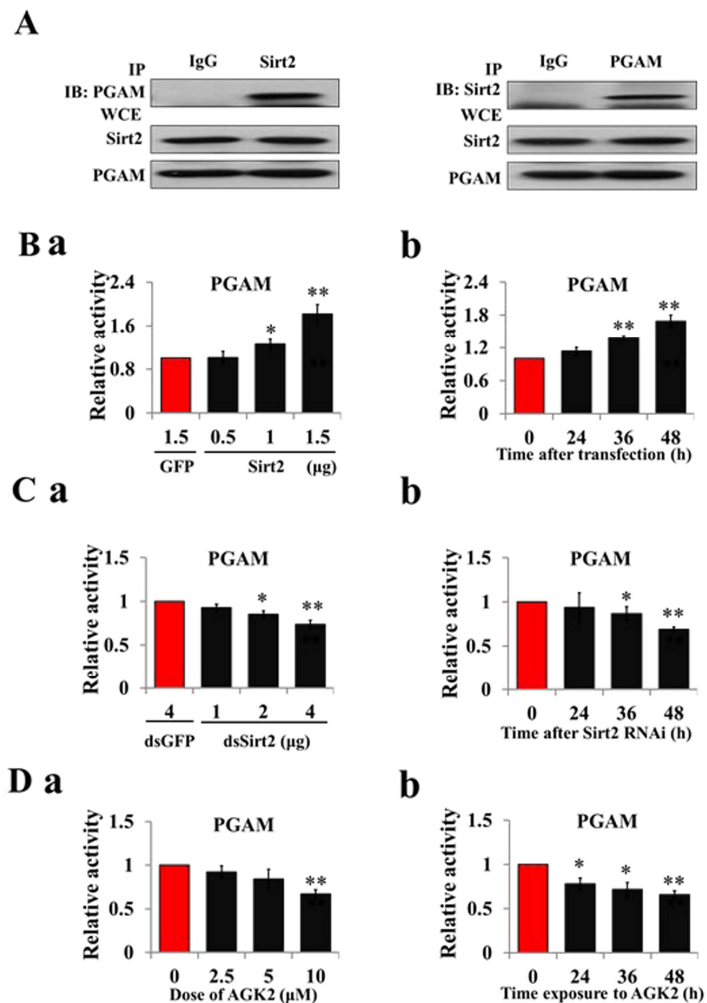 A
IP IgG Sirt2
IB: PGAM
WCE
Sirt2
PGAM
IP IgG PGAM
IB: Sirt2
WCE
Sirt2
PGAM
B a
PGAM
Relative activity
2.4
1.6
0.8
0
* **
**
1.5 0.5 1 1.5
GFP Sirt2 (μg)
b
PGAM
Relative activity
2.4
1.8
1.2
0.6
0
** **
**
0 24 36 48
Time after transfection (h)
C a
PGAM
Relative activity
1.5
1
0.5
0
* **
**
4 1 2 4
dsGFP dsSirt2 (μg)
b
PGAM
Relative activity
1.5
1
0.5
0
* **
**
0 24 36 48
Time after Sirt2 RNAi (h)
D a
PGAM
Relative activity
1.5
1
0.5
0
**
**
0 2.5 5 10
Dose of AGK2 (μM)
b
PGAM
Relative activity
1.5
1
0.5
0
* * **
**
0 24 36 48
Time exposure to AGK2 (h)